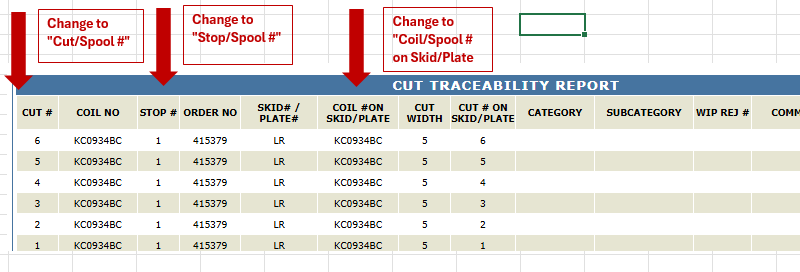 Change to
"Cut/Spool #"
Change to
"Stop/Spool #"
Change to
"Coil/Spool #
on Skid/Plate
CUT TRACEABILITY REPORT
CUT # COIL NO STOP # ORDER NO SKID# / PLATE# COIL #ON SKID/PLATE CUT WIDTH CUT # ON SKID/PLATE CATEGORY SUBCATEGORY WIP REJ # COMM
6 KC0934BC 1 415379 LR KC0934BC 5 6
5 KC0934BC 1 415379 LR KC0934BC 5 5
4 KC0934BC 1 415379 LR KC0934BC 5 4
3 KC0934BC 1 415379 LR KC0934BC 5 3
2 KC0934BC 1 415379 LR KC0934BC 5 2
1 KC0934BC 1 415379 LR KC0934BC 5 1